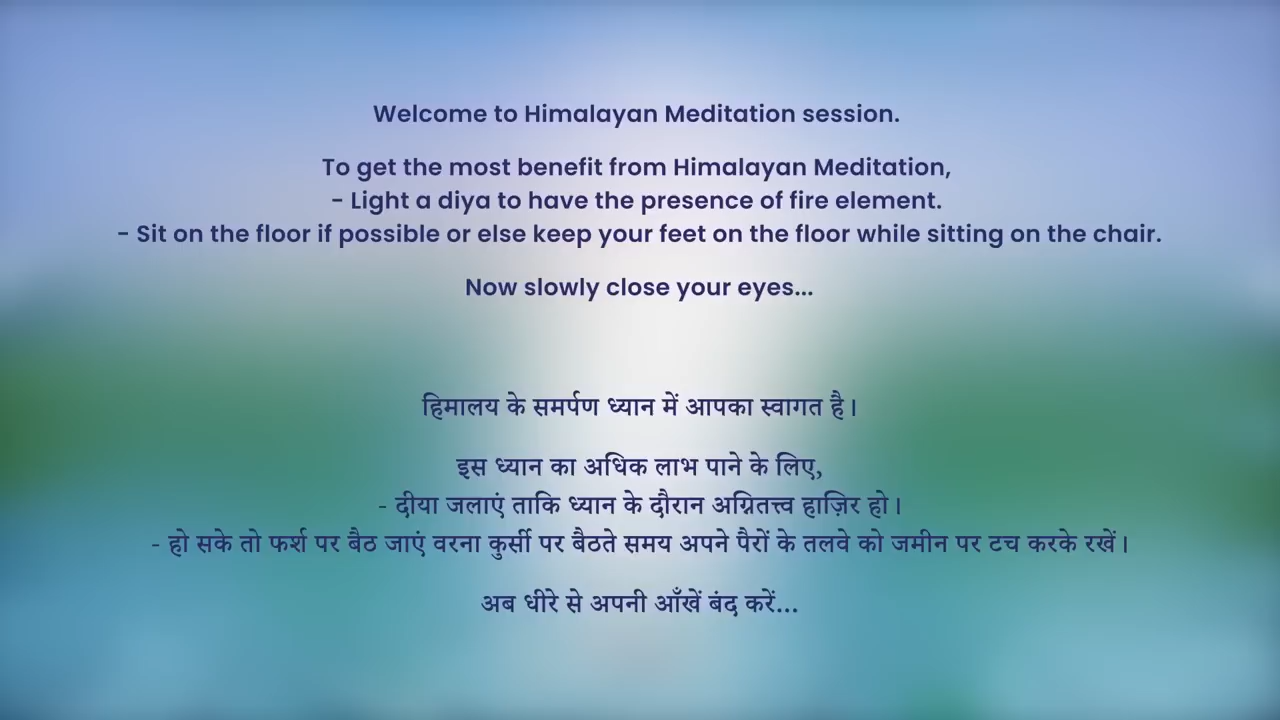 Welcome to Himalayan Meditation session.
To get the most benefit from Himalayan Meditation,
- Light a diya to have the presence of fire element.
- Sit on the floor if possible or else keep your feet on the floor while sitting on the chair.
Now slowly close your eyes...
हिमालय के समर्पण ध्यान में आपका स्वागत है।
इस ध्यान का अधिक लाभ पाने के लिए,
- दीया जलाएं ताकि ध्यान के दौरान अग्नितत्त्व हाज़िर हो।
- हो सके तो फर्श पर बैठ जाएं वरना कुर्सी पर बैठते समय अपने पैरों के तलवे को जमीन पर टच करके रखें।
अब धीरे से अपनी आँखें बंद करें...